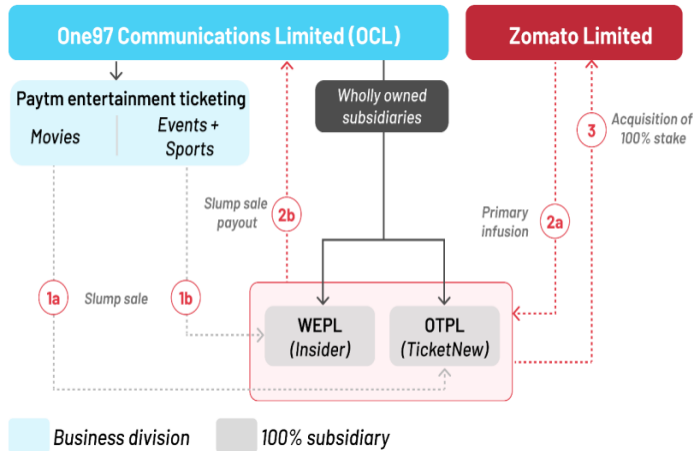 One97 Communications Limited (OCL)
Zomato Limited
Paytm entertainment ticketing
Movies
Events +
Sports
Wholly owned
subsidiaries
3
Acquisition of
100% stake
Slump sale
payout
2b
Primary
infusion
2a
1a
Slump sale
1b
WEPL
(Insider)
OTPL
(TicketNew)
Business division
100% subsidiary